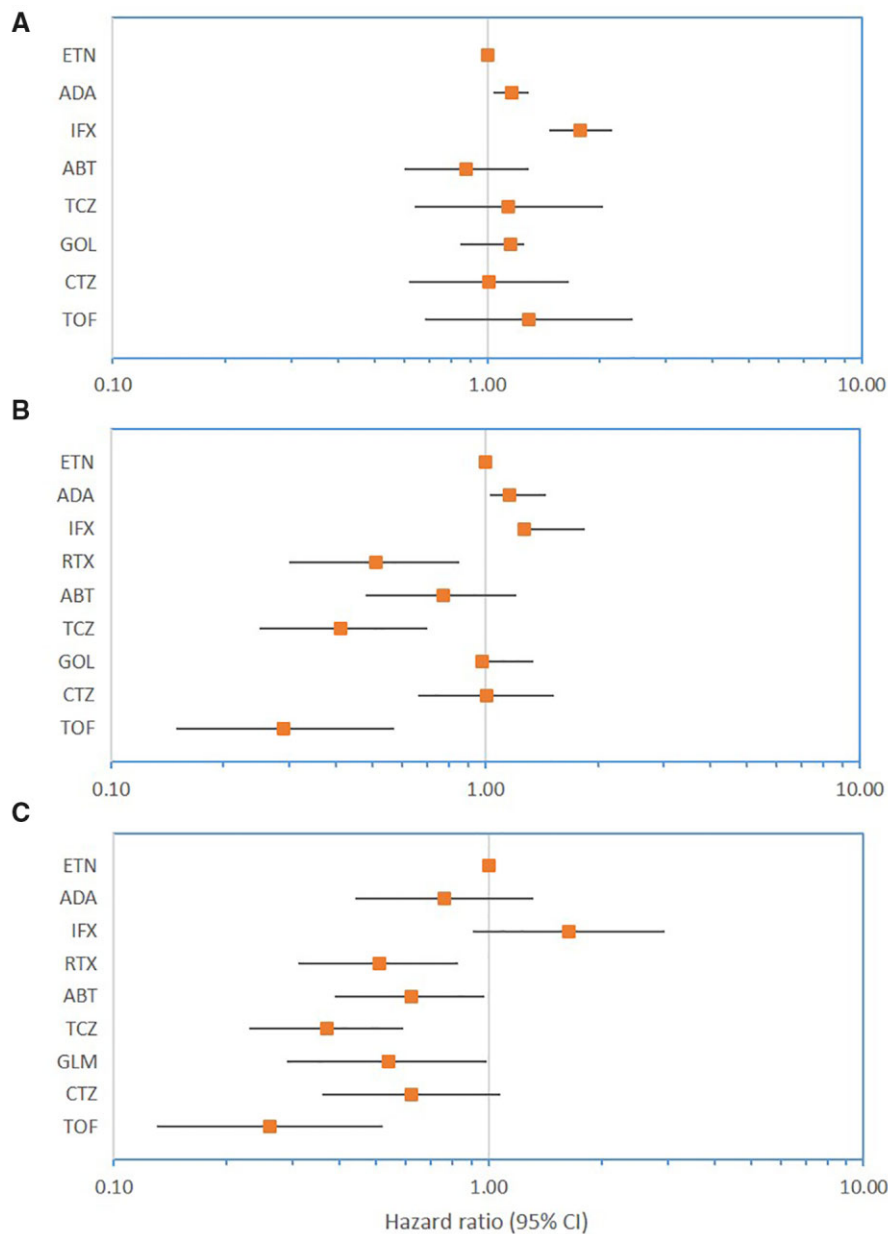 A
ETN
ADA
IFX
ABT
TCZ
GOL
CTZ
TOF
0.10 1.00 10.00
B
ETN
ADA
IFX
RTX
ABT
TCZ
GOL
CTZ
TOF
0.10 1.00 10.00
C
ETN
ADA
IFX
RTX
ABT
TCZ
GLM
CTZ
TOF
0.10 1.00 10.00
Hazard ratio (95% CI)